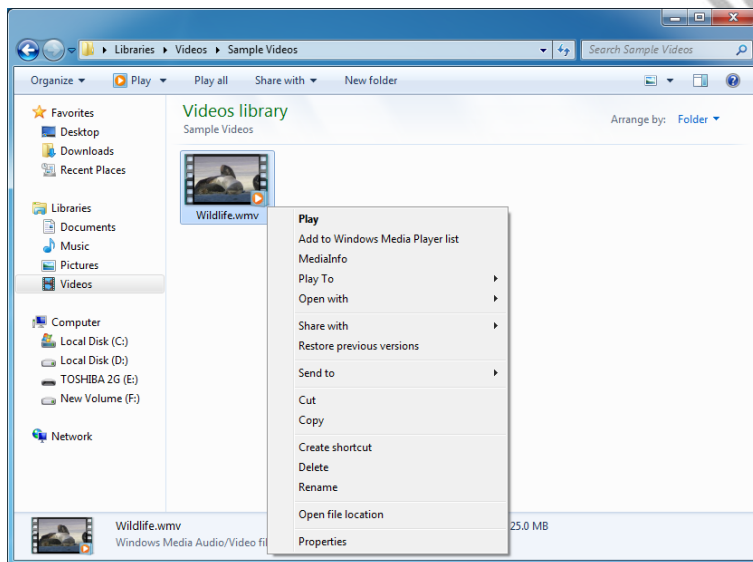 Libraries Videos Sample Videos
Search Sample Videos
Organize Play Play all Share with New folder
Favorites
Desktop
Downloads
Recent Places
Libraries
Documents
Music
Pictures
Videos
Computer
Local Disk (C:)
Local Disk (D:)
TOSHIBA 2G (E:)
New Volume (F:)
Network
Videos library
Sample Videos
Arrange by: Folder
Wildlife.wmv
Play
Add to Windows Media Player list
MediaInfo
Play To
Open with
Share with
Restore previous versions
Send to
Cut
Copy
Create shortcut
Delete
Rename
Open file location
Properties
Wildlife.wmv
25.0 MB
Windows Media Audio/Video fil